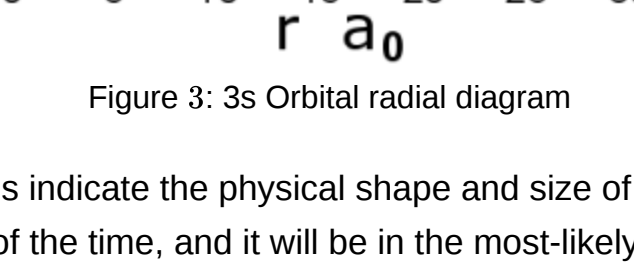 r a₀
Figure 3: 3s Orbital radial diagram
s indicate the physical shape and size of
of the time, and it will be in the most-likely